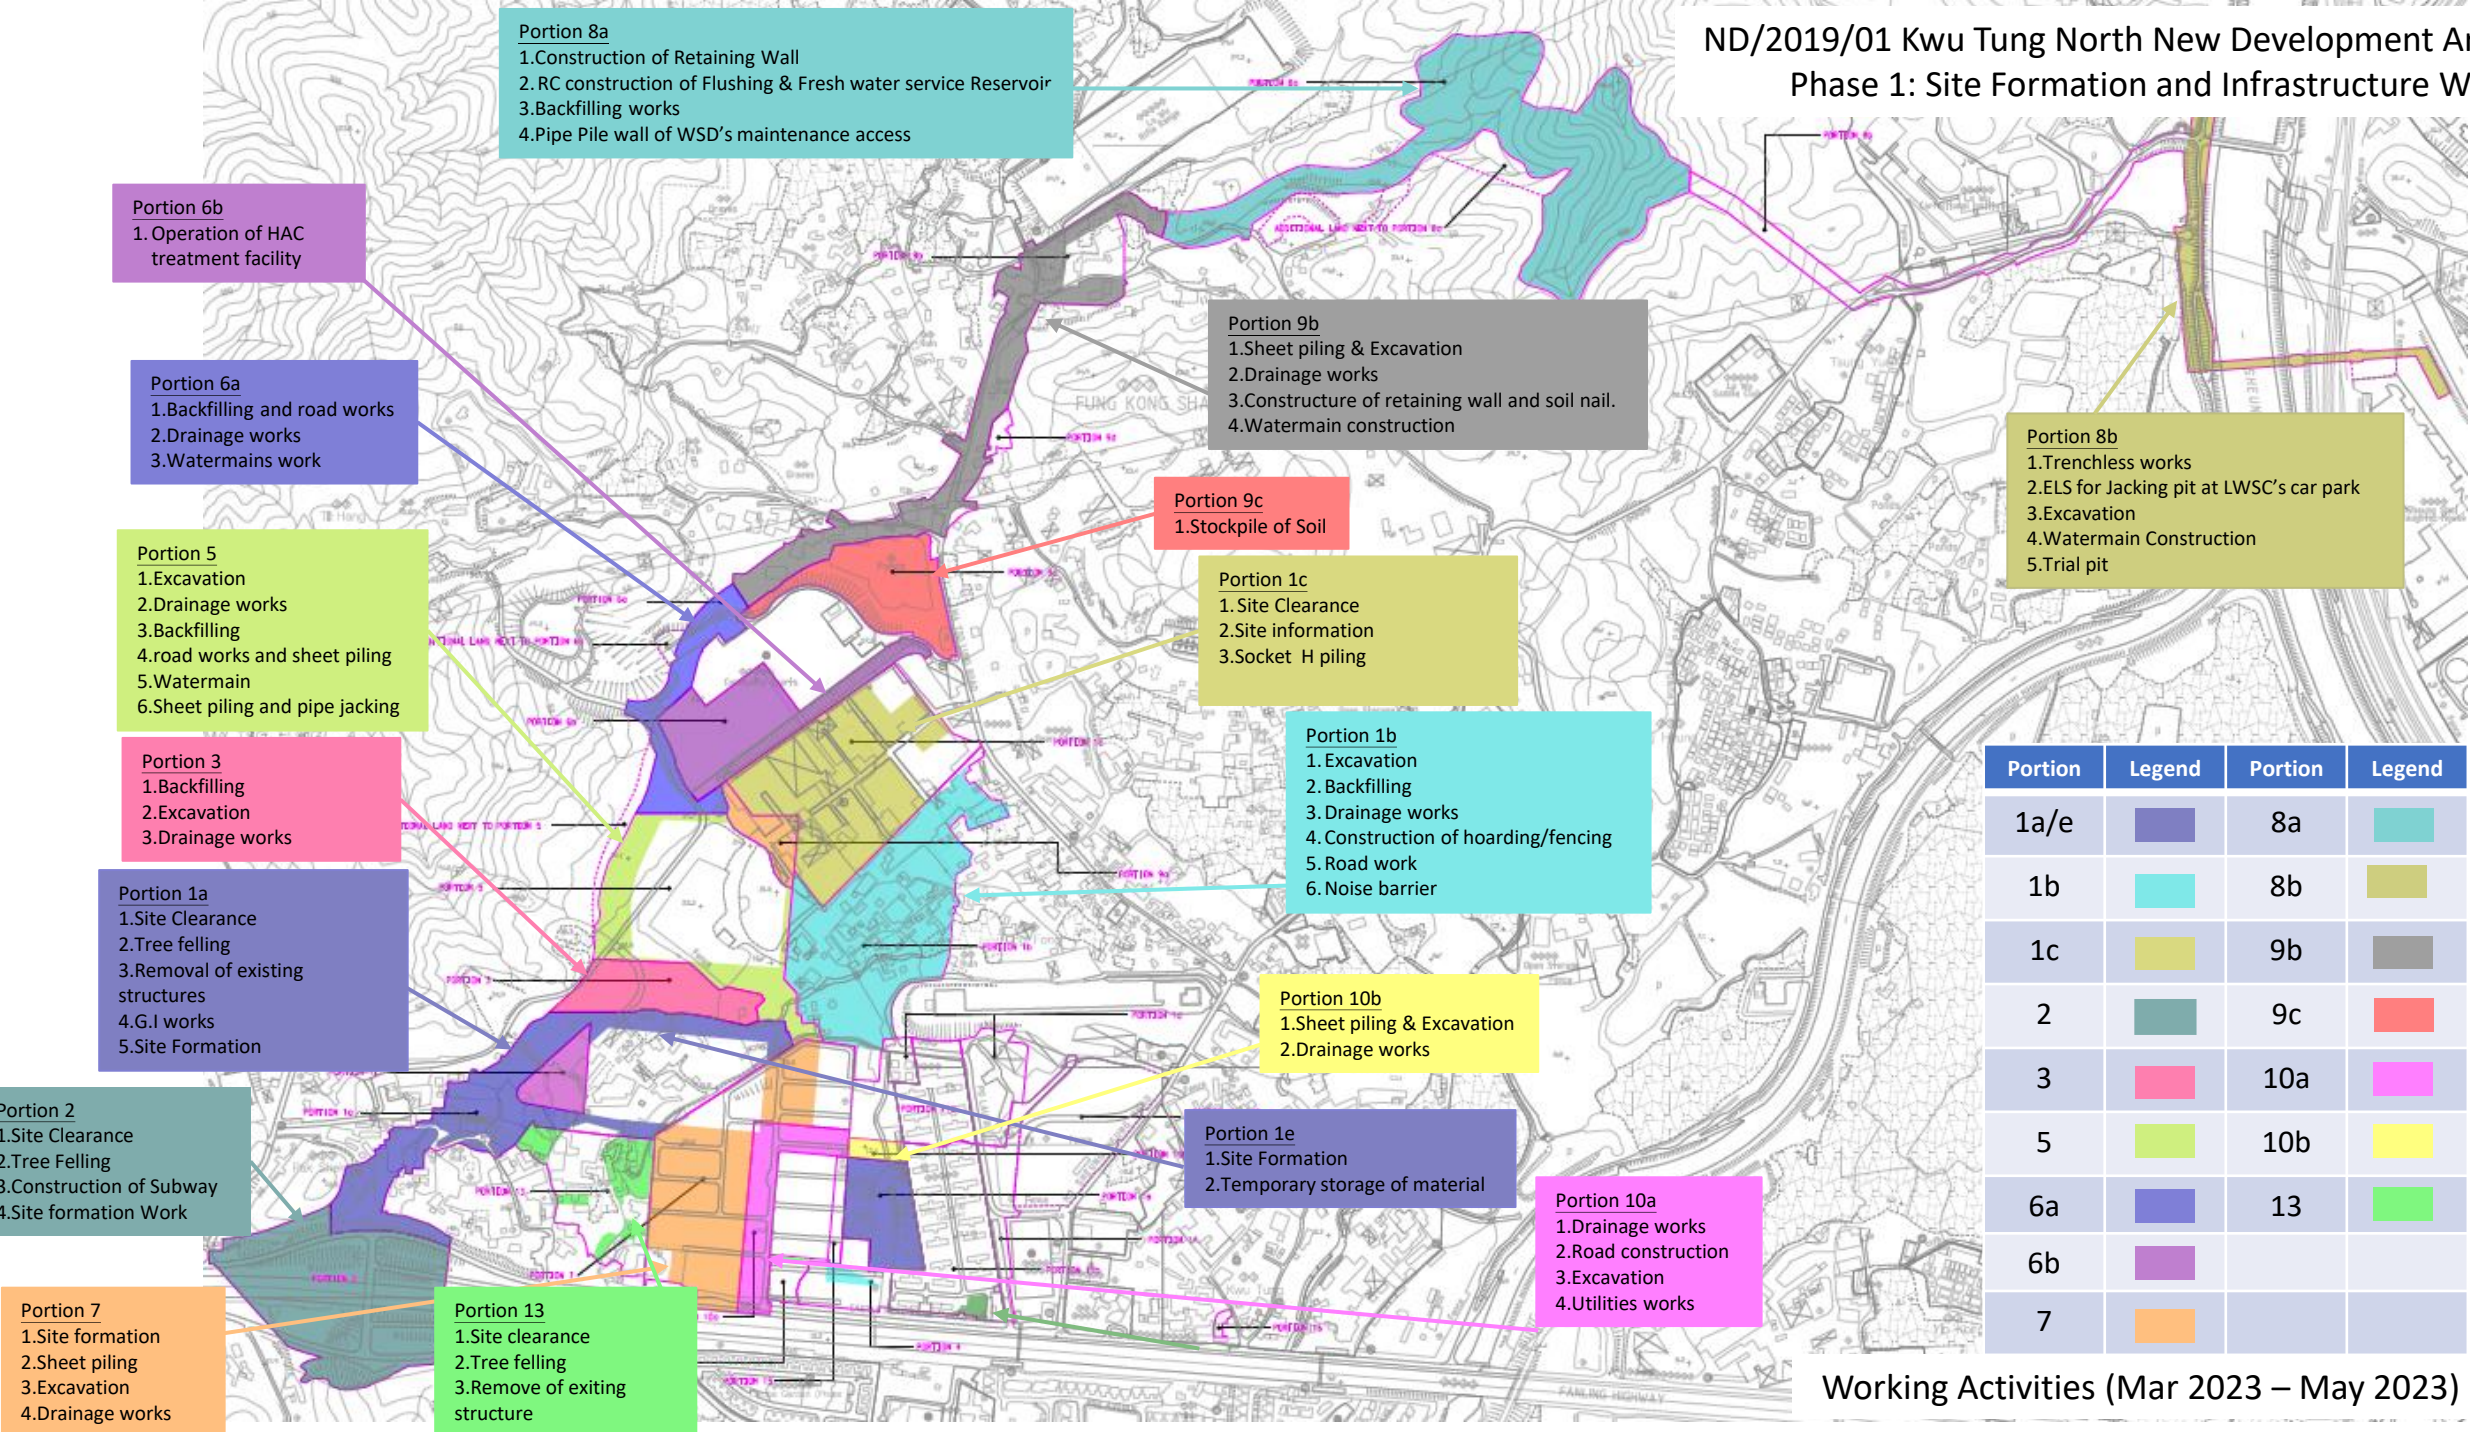 ND/2019/01 Kwu Tung North New Development
Phase 1: Site Formation and Infrastructure
Portion 8a
1.Construction of Retaining Wall
2.RC construction of Flushing & Fresh water service Reservoir
3.Backfilling works
4.Pipe Pile wall of WSD's maintenance access
Portion 6b
1.Operation of HAC
treatment facility
Portion 9b
1.Sheet piling & Excavation
2.Drainage works
3.Constructure of retaining wall and soil nail.
4.Watermain construction
Portion 6a
1.Backfilling and road works
2.Drainage works
3.Watermains work
Portion 8b
1.Trenchless works
2.ELS for Jacking pit at LWSC's car park
3.Excavation
4.Watermain Construction
5.Trial pit
Portion 9c
1.Stockpile of Soil
Portion 5
1.Excavation
2.Drainage works
3.Backfilling
4.road works and sheet piling
5.Watermain
6.Sheet piling and pipe jacking
Portion 1c
1.Site Clearance
2.Site information
3.Socket H piling
Portion 1b
1.Excavation
2.Backfilling
3.Drainage works
4.Construction of hoarding/fencing
5.Road work
6.Noise barrier
Portion 3
1.Backfilling
2.Excavation
3.Drainage works
Portion 1a
1.Site Clearance
2.Tree felling
3.Removal of existing
structures
4.G.I works
5.Site Formation
Portion 10b
1.Sheet piling & Excavation
2.Drainage works
Portion 2
1.Site Clearance
2.Tree Felling
3.Construction of Subway
4.Site formation Work
Portion 1e
1.Site Formation
2.Temporary storage of material
Portion 10a
1.Drainage works
2.Road construction
3.Excavation
4.Utilities works
Portion 7
1.Site formation
2.Sheet piling
3.Excavation
4.Drainage works
Portion 13
1.Site clearance
2.Tree felling
3.Remove of exiting
structure
Portion Legend Portion Legend
1a/e 8a
1b 8b
1c 9b
2 9c
3 10a
5 10b
6a 13
6b
7
FUNG KONG
ADDITIONAL LAND NEXT TO PORTION
FANLING HIGHWAY
Working Activities (Mar 2023 – May 2023)